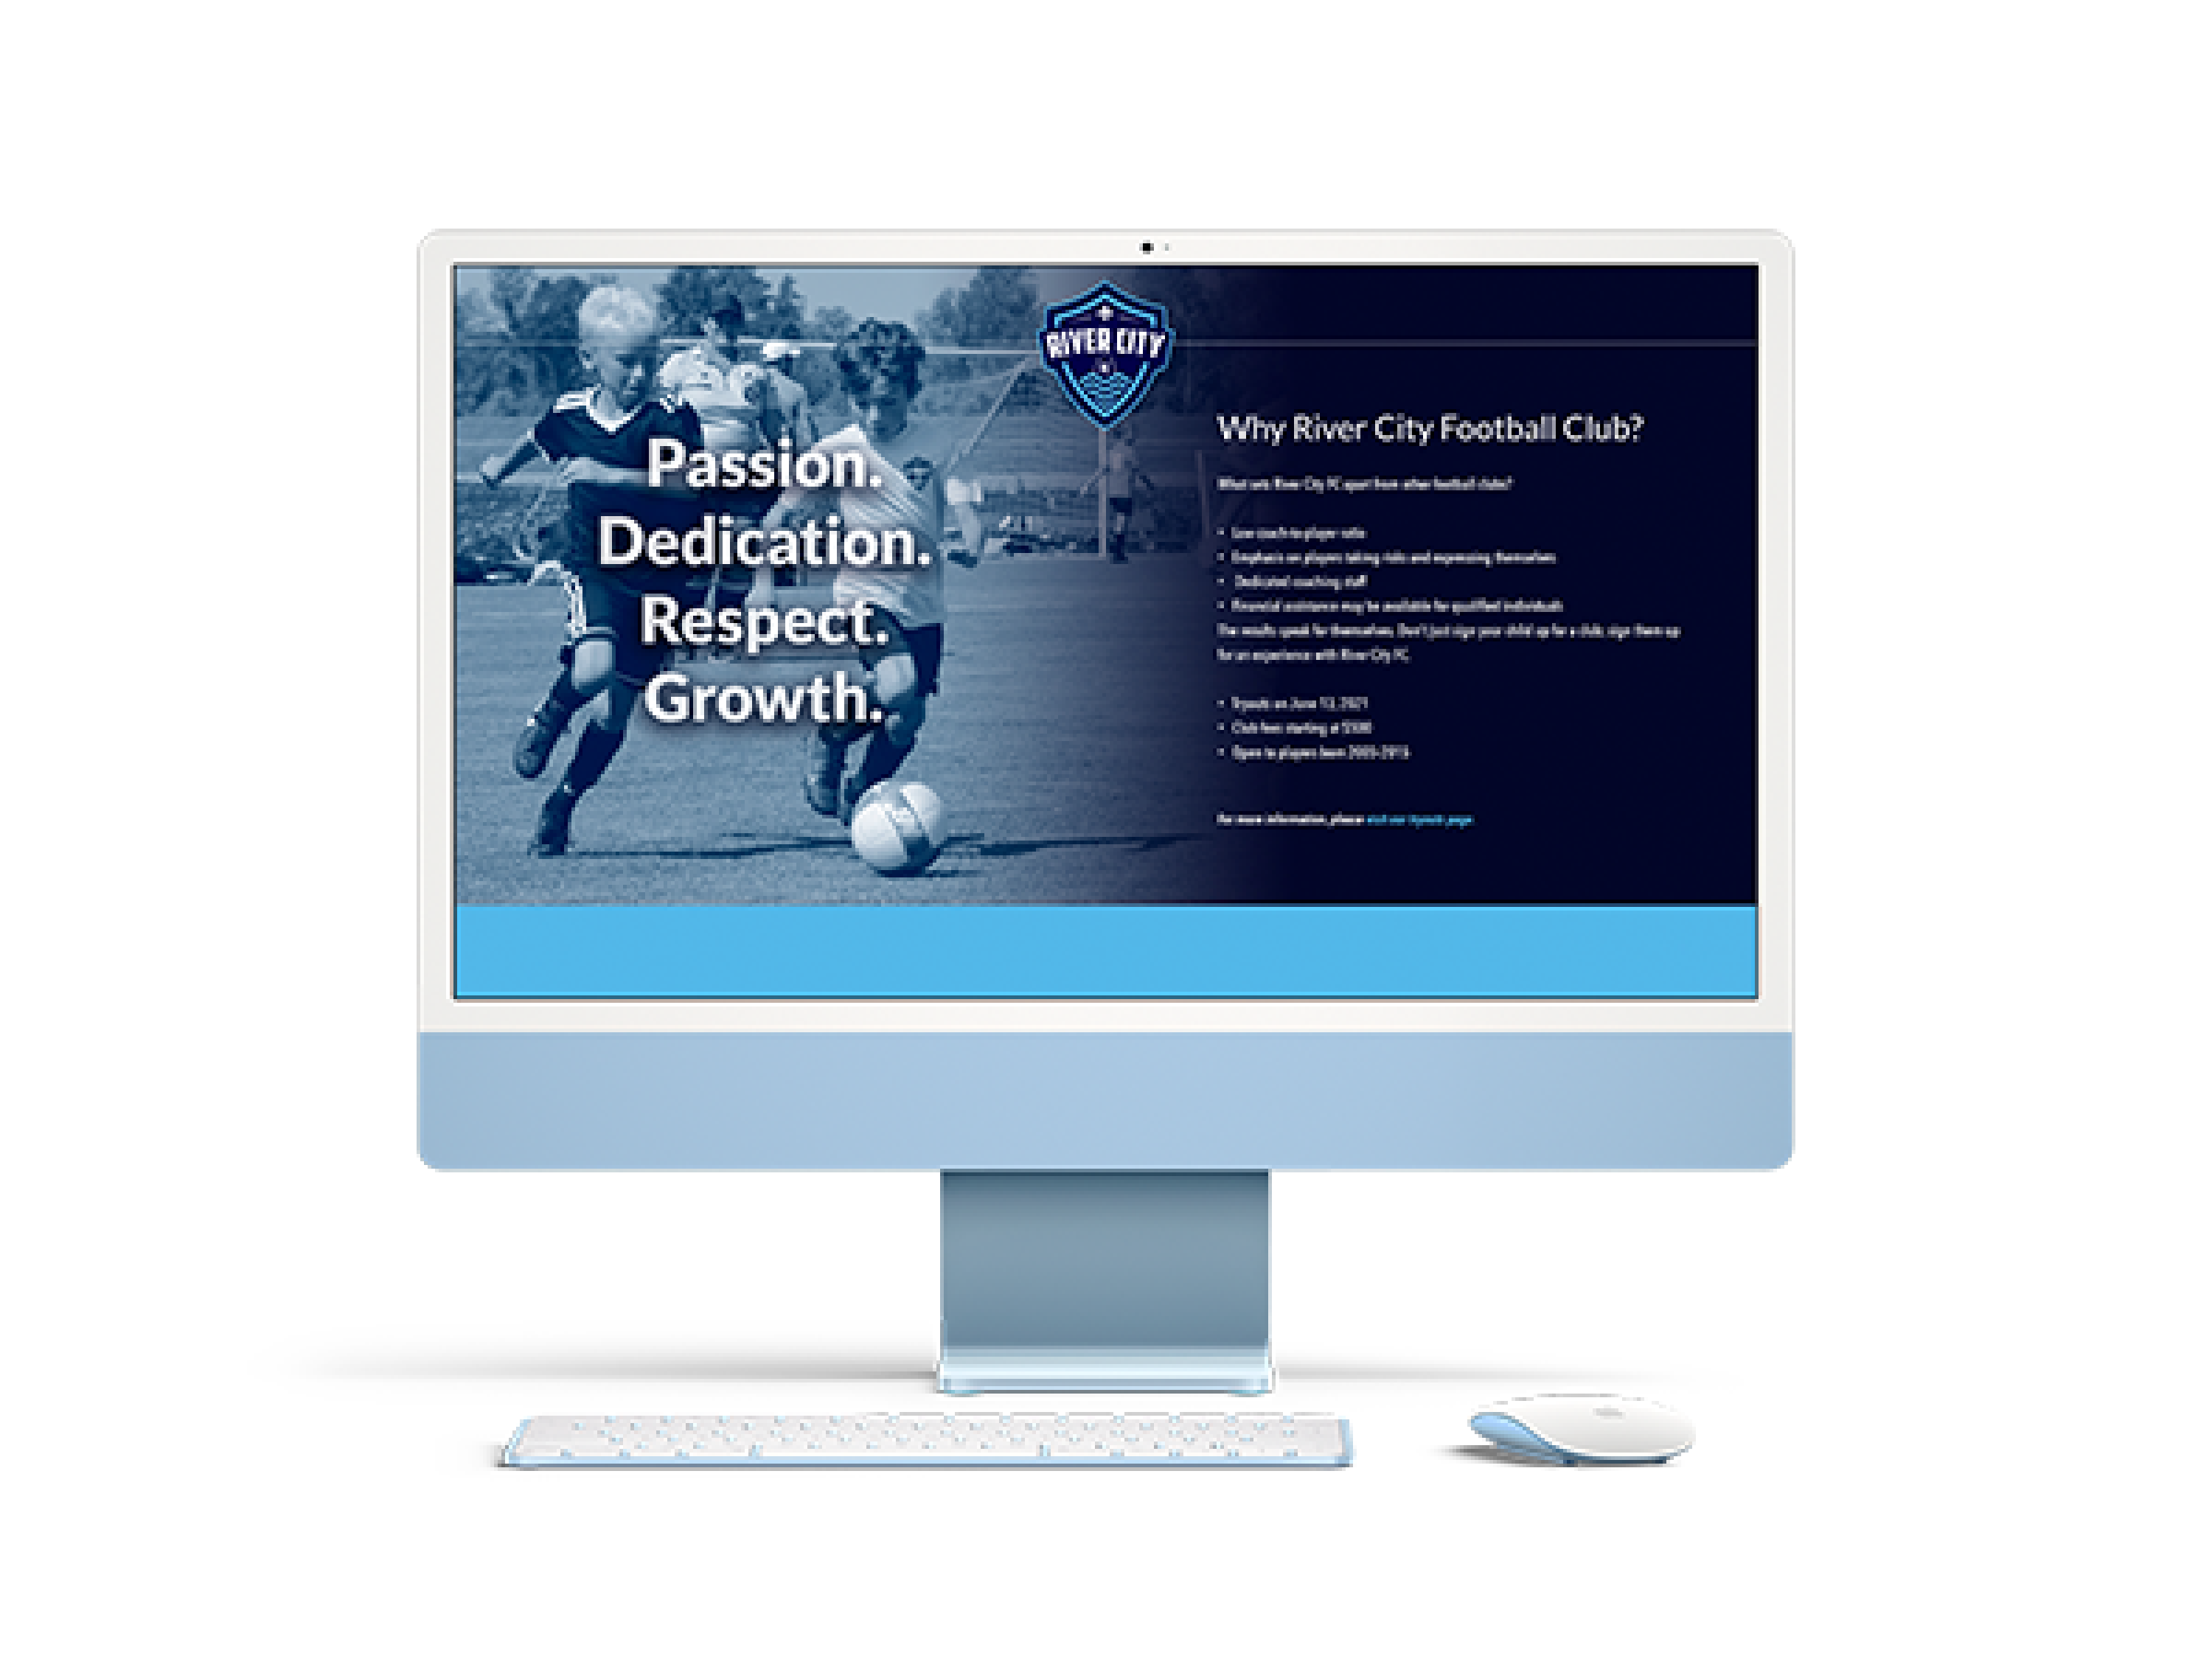 RIVER CITY
Passion.
Dedication.
Respect.
Growth.
Why River City Football Club?
What sets River City FC apart from other football clubs?
• Low coach-to-player ratio
• Emphasis on players taking risks and expressing themselves
• Dedicated coaching staff
• Financial assistance may be available for qualified individuals
The results speak for themselves. Don't just sign your child up for a club, sign them up
for an experience with River City FC.
• Tryouts on June 13, 2021
• Club fees starting at
• Open to players born
For more information, please visit our tryouts page.